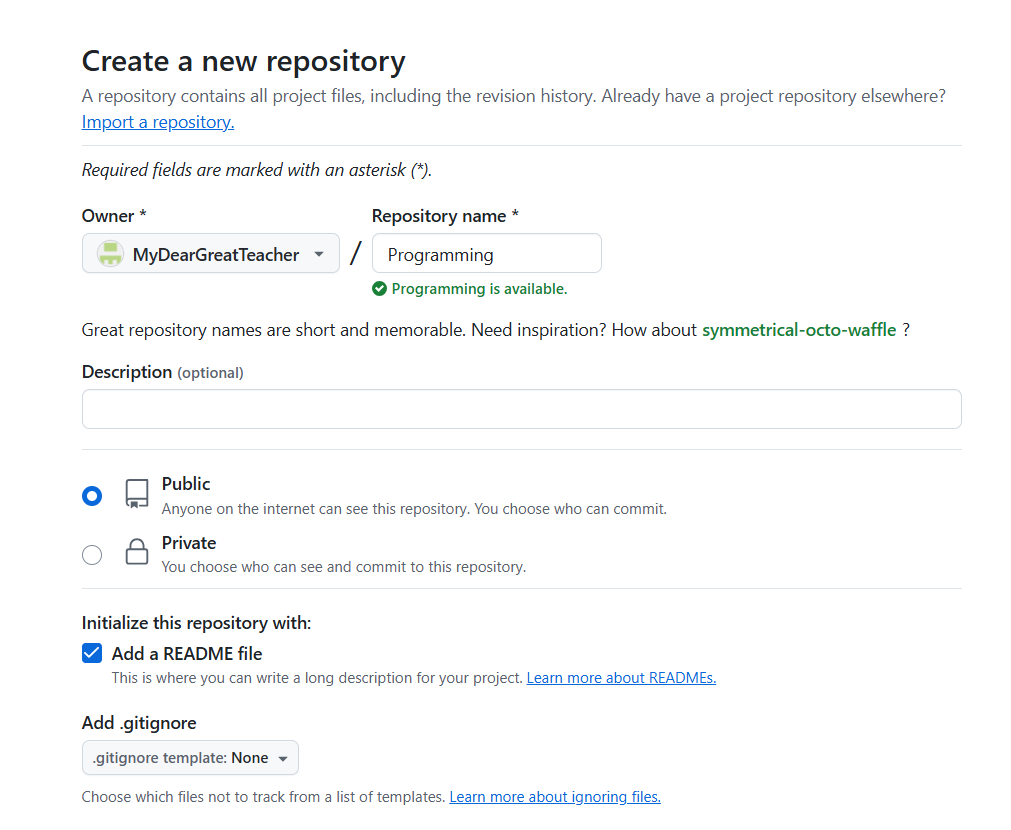 Create a new repository
A repository contains all project files, including the revision history. Already have a project repository elsewhere?
Import a repository.
Required fields are marked with an asterisk (*).
Owner * Repository name *
MyDearGreatTeacher / Programming
Programming is available.
Great repository names are short and memorable. Need inspiration? How about symmetrical-octo-waffle ?
Description (optional)
Public
Anyone on the internet can see this repository. You choose who can commit.
Private
You choose who can see and commit to this repository.
Initialize this repository with:
Add a README file
This is where you can write a long description for your project. Learn more about READMEs.
Add .gitignore
.gitignore template: None
Choose which files not to track from a list of templates. Learn more about ignoring files.